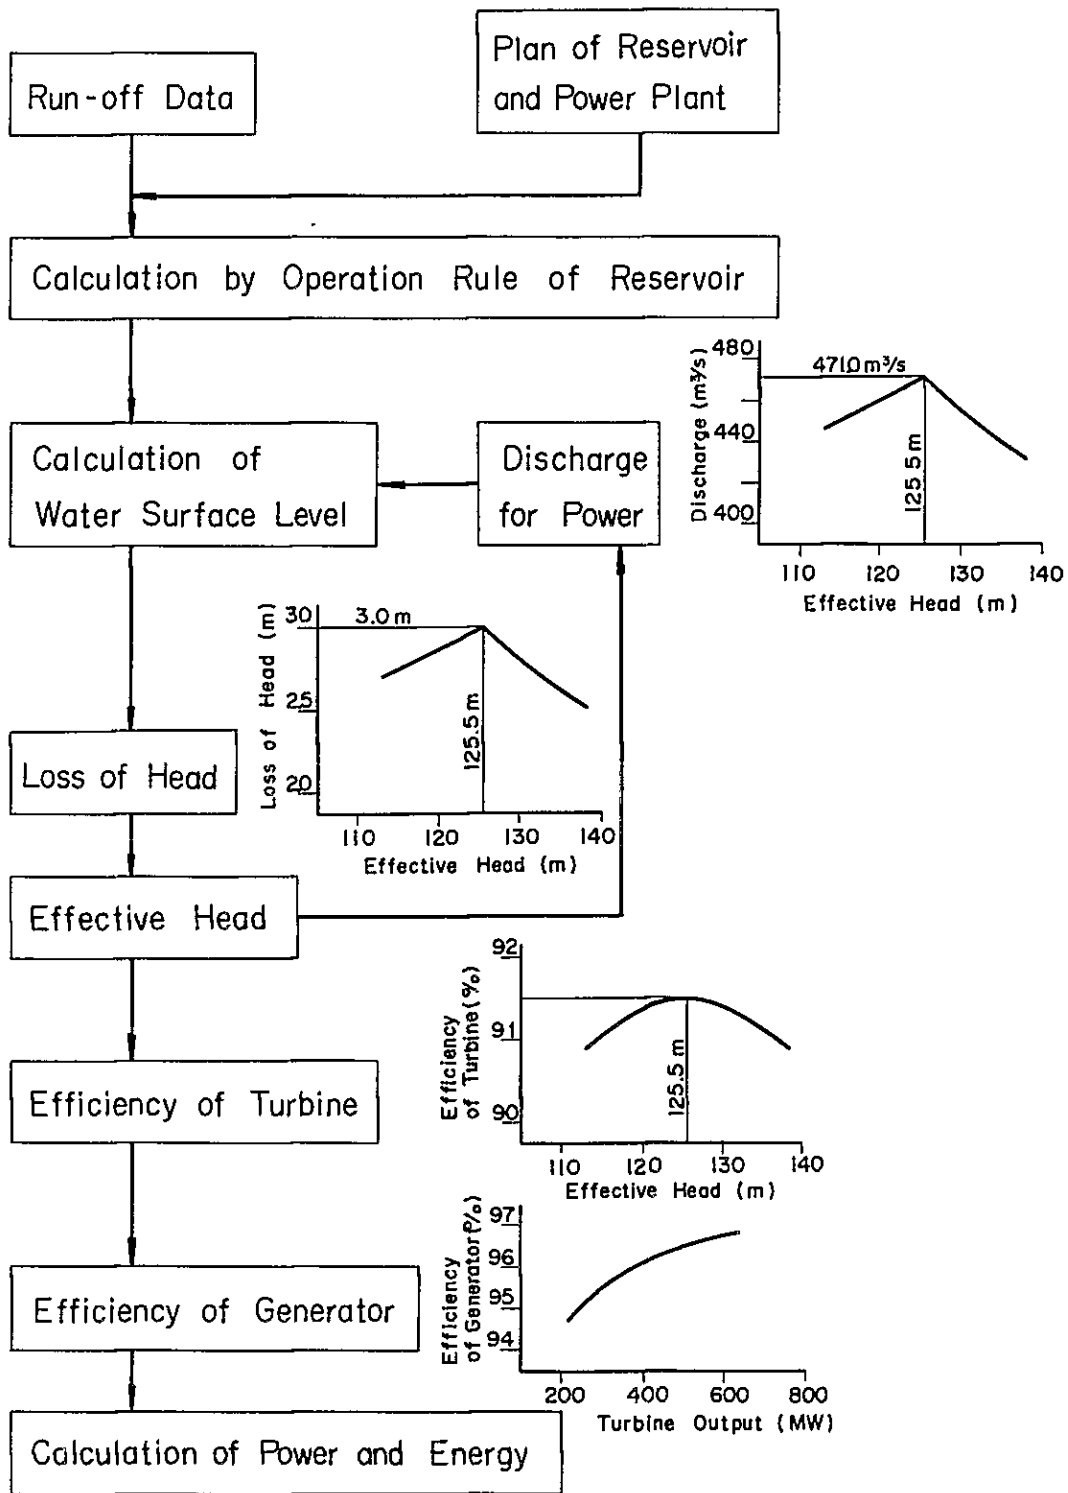 Run-off Data
Plan of Reservoir
and Power Plant
Calculation by Operation Rule of Reservoir
Calculation of
Water Surface Level
Discharge
for Power
Discharge (m³/s)
480
440
400
471.0 m³/s
125.5 m
110 120 130 140
Effective Head (m)
Loss of Head (m)
30
25
20
3.0 m
125.5 m
110 120 130 140
Effective Head (m)
Loss of Head
Effective Head
Efficiency
of Turbine (%)
92
91
90
125.5 m
110 120 130 140
Effective Head (m)
Efficiency of Turbine
Efficiency
of Generator (%)
97
96
95
94
200 400 600 800
Turbine Output (MW)
Efficiency of Generator
Calculation of Power and Energy